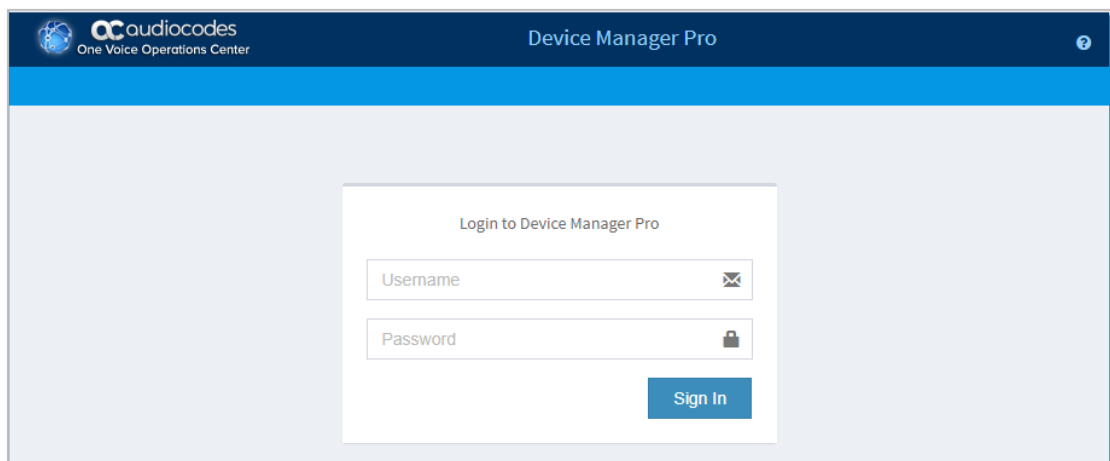 audiocodes
One Voice Operations Center
Device Manager Pro
?
Login to Device Manager Pro
Username
Password
Sign In